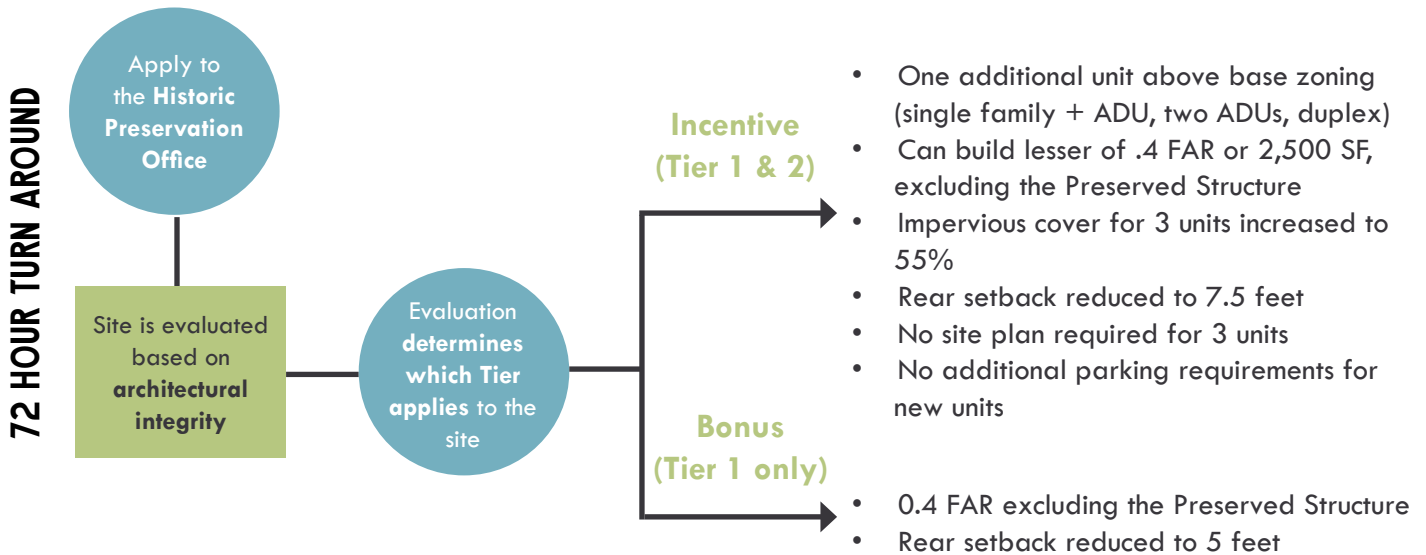 72 HOUR TURN AROUND
Apply to
the Historic
Preservation
Office
Site is evaluated
based on
architectural
integrity
Evaluation
determines
which Tier
applies to the
site
Incentive
(Tier 1 & 2)
• One additional unit above base zoning
(single family + ADU, two ADUs, duplex)
• Can build lesser of .4 FAR or 2,500 SF,
excluding the Preserved Structure
• Impervious cover for 3 units increased to
55%
• Rear setback reduced to 7.5 feet
• No site plan required for 3 units
• No additional parking requirements for
new units
Bonus
(Tier 1 only)
• 0.4 FAR excluding the Preserved Structure
• Rear setback reduced to 5 feet